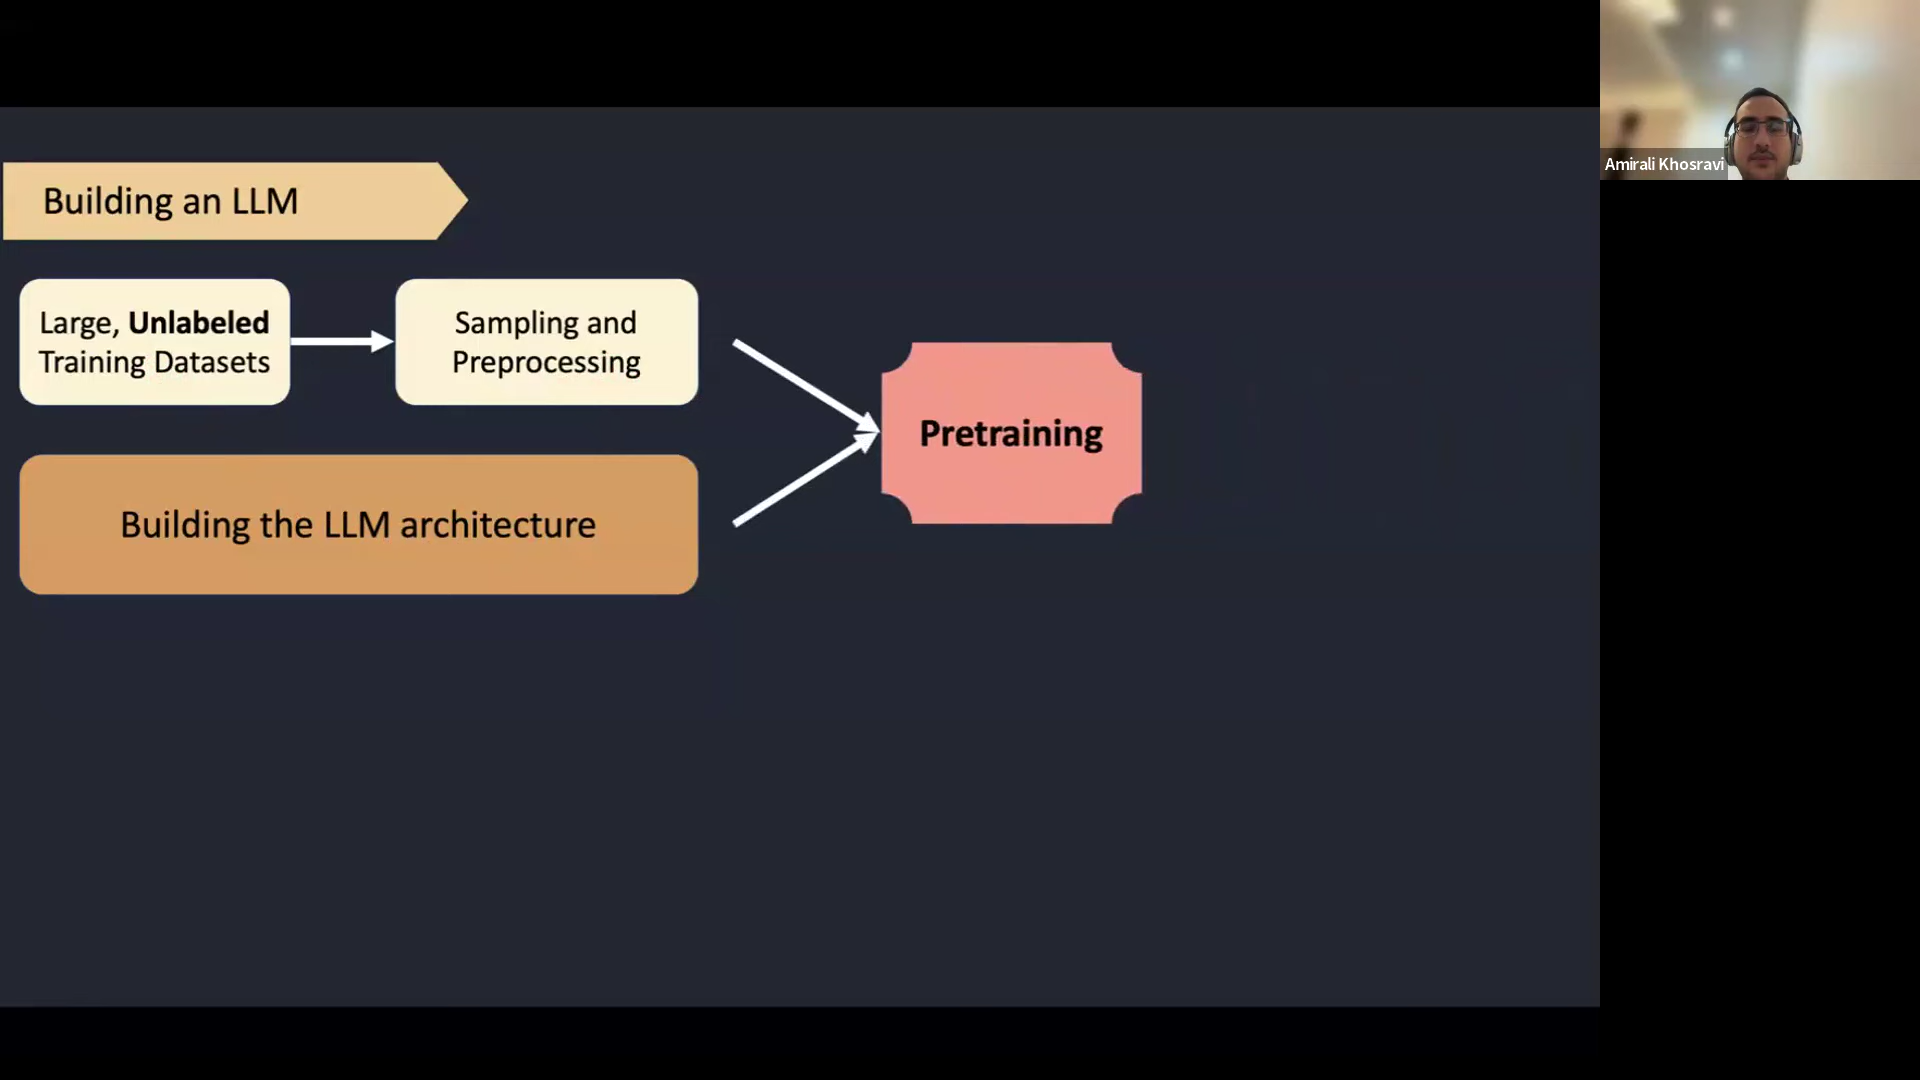 Building an LLM
Large, Unlabeled
Training Datasets
Sampling and
Preprocessing
Pretraining
Building the LLM architecture
Amirali Khosravi